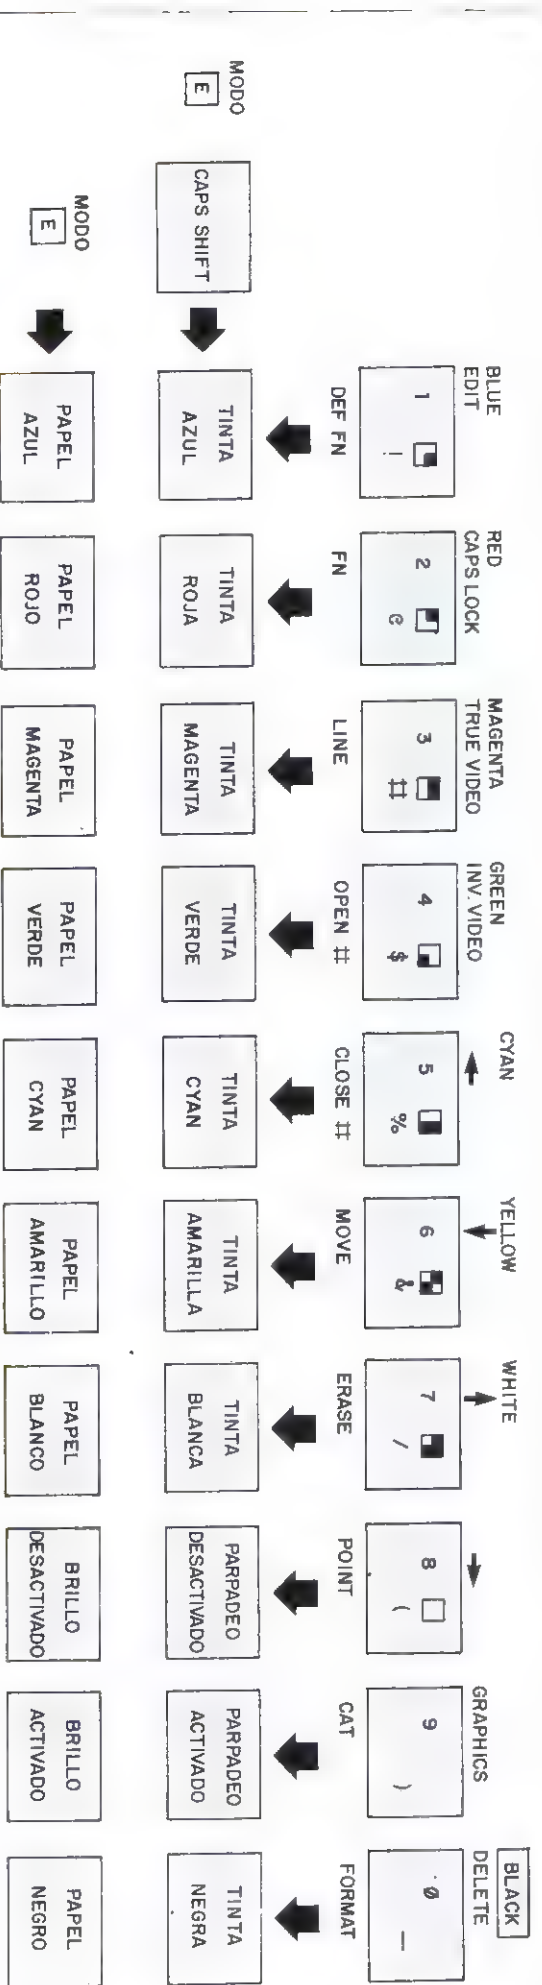 BLUE
EDIT
RED
CAPS LOCK
MAGENTA
TRUE VIDEO
GREEN
INV. VIDEO
CYAN
YELLOW
WHITE
GRAPHICS
BLACK
DELETE
1
!
2
@
3
#
4
$
5
%
6
&
7
/
8
(
9
)
0
_
DEF FN
FN
LINE
OPEN #
CLOSE #
MOVE
ERASE
POINT
CAT
FORMAT
MODO
E
CAPS SHIFT
TINTA
AZUL
TINTA
ROJA
TINTA
MAGENTA
TINTA
VERDE
TINTA
CYAN
TINTA
AMARILLA
TINTA
BLANCA
PARPADEO
DESACTIVADO
PARPADEO
ACTIVADO
TINTA
NEGRA
MODO
E
PAPEL
AZUL
PAPEL
ROJO
PAPEL
MAGENTA
PAPEL
VERDE
PAPEL
CYAN
PAPEL
AMARILLO
PAPEL
BLANCO
BRILLO
DESACTIVADO
BRILLO
ACTIVADO
PAPEL
NEGRO